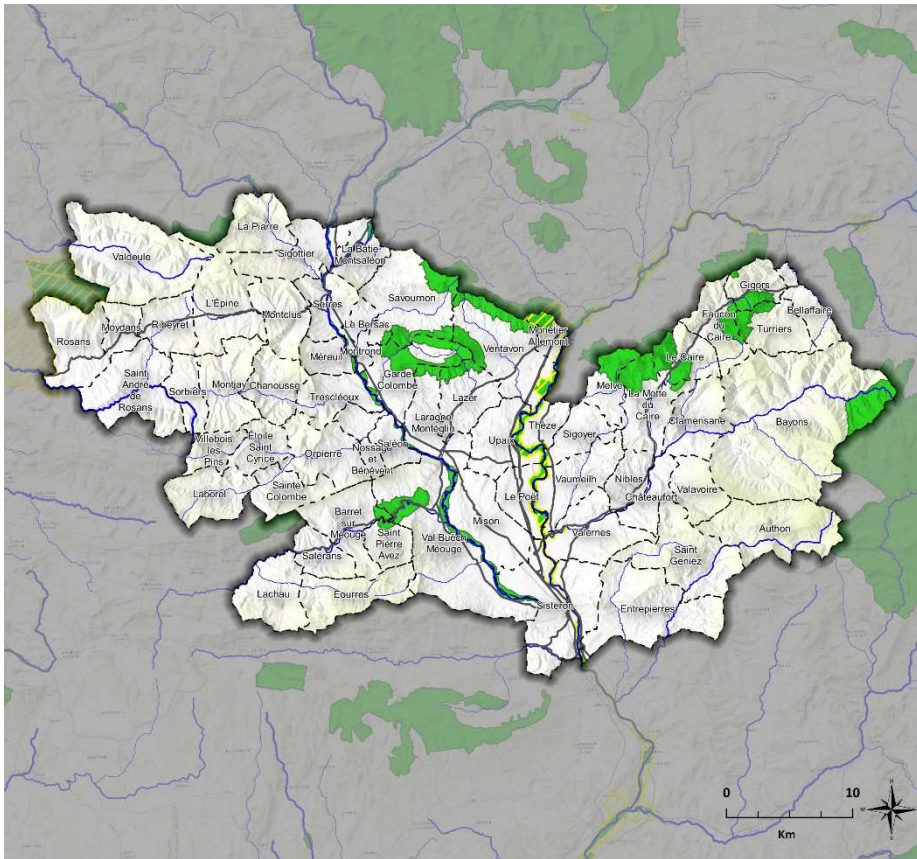 La Piarre
Valdoule
Sigottier
La Bâtie
Montsaléon
Gigors
Savournon
L'Épine
Serres
Bellaffaire
Montclus
Faucon
du
Caire
Ribeyret
Moydans
Turriers
Le Bersac
Monêtier
Allemont
Rosans
Ventavon
Méreuil
Montrond
Le Caire
Saint
André
de
Rosans
Garde
Colombe
Melve
La Motte
du
Caire
Montjay
Chanousse
Sorbiers
Trescléoux
Lazer
Laragne
Montéglin
Thèze
Clamensane
Bayons
Sigoyer
Upaix
Villebois
les
Pins
Étoile
Saint
Cyrice
Saléon
Orpierre
Nossage
et
Bénévent
Vaumeilh
Nibles
Laborel
Sainte
Colombe
Valavoire
Le Poët
Châteaufort
Barret
sur
Méouge
Mison
Authon
Saint
Pierre
Avez
Val Buëch
Méouge
Valernes
Salérans
Saint
Geniez
Lachau
Éourres
Sisteron
Entrepierres
0
10
Km